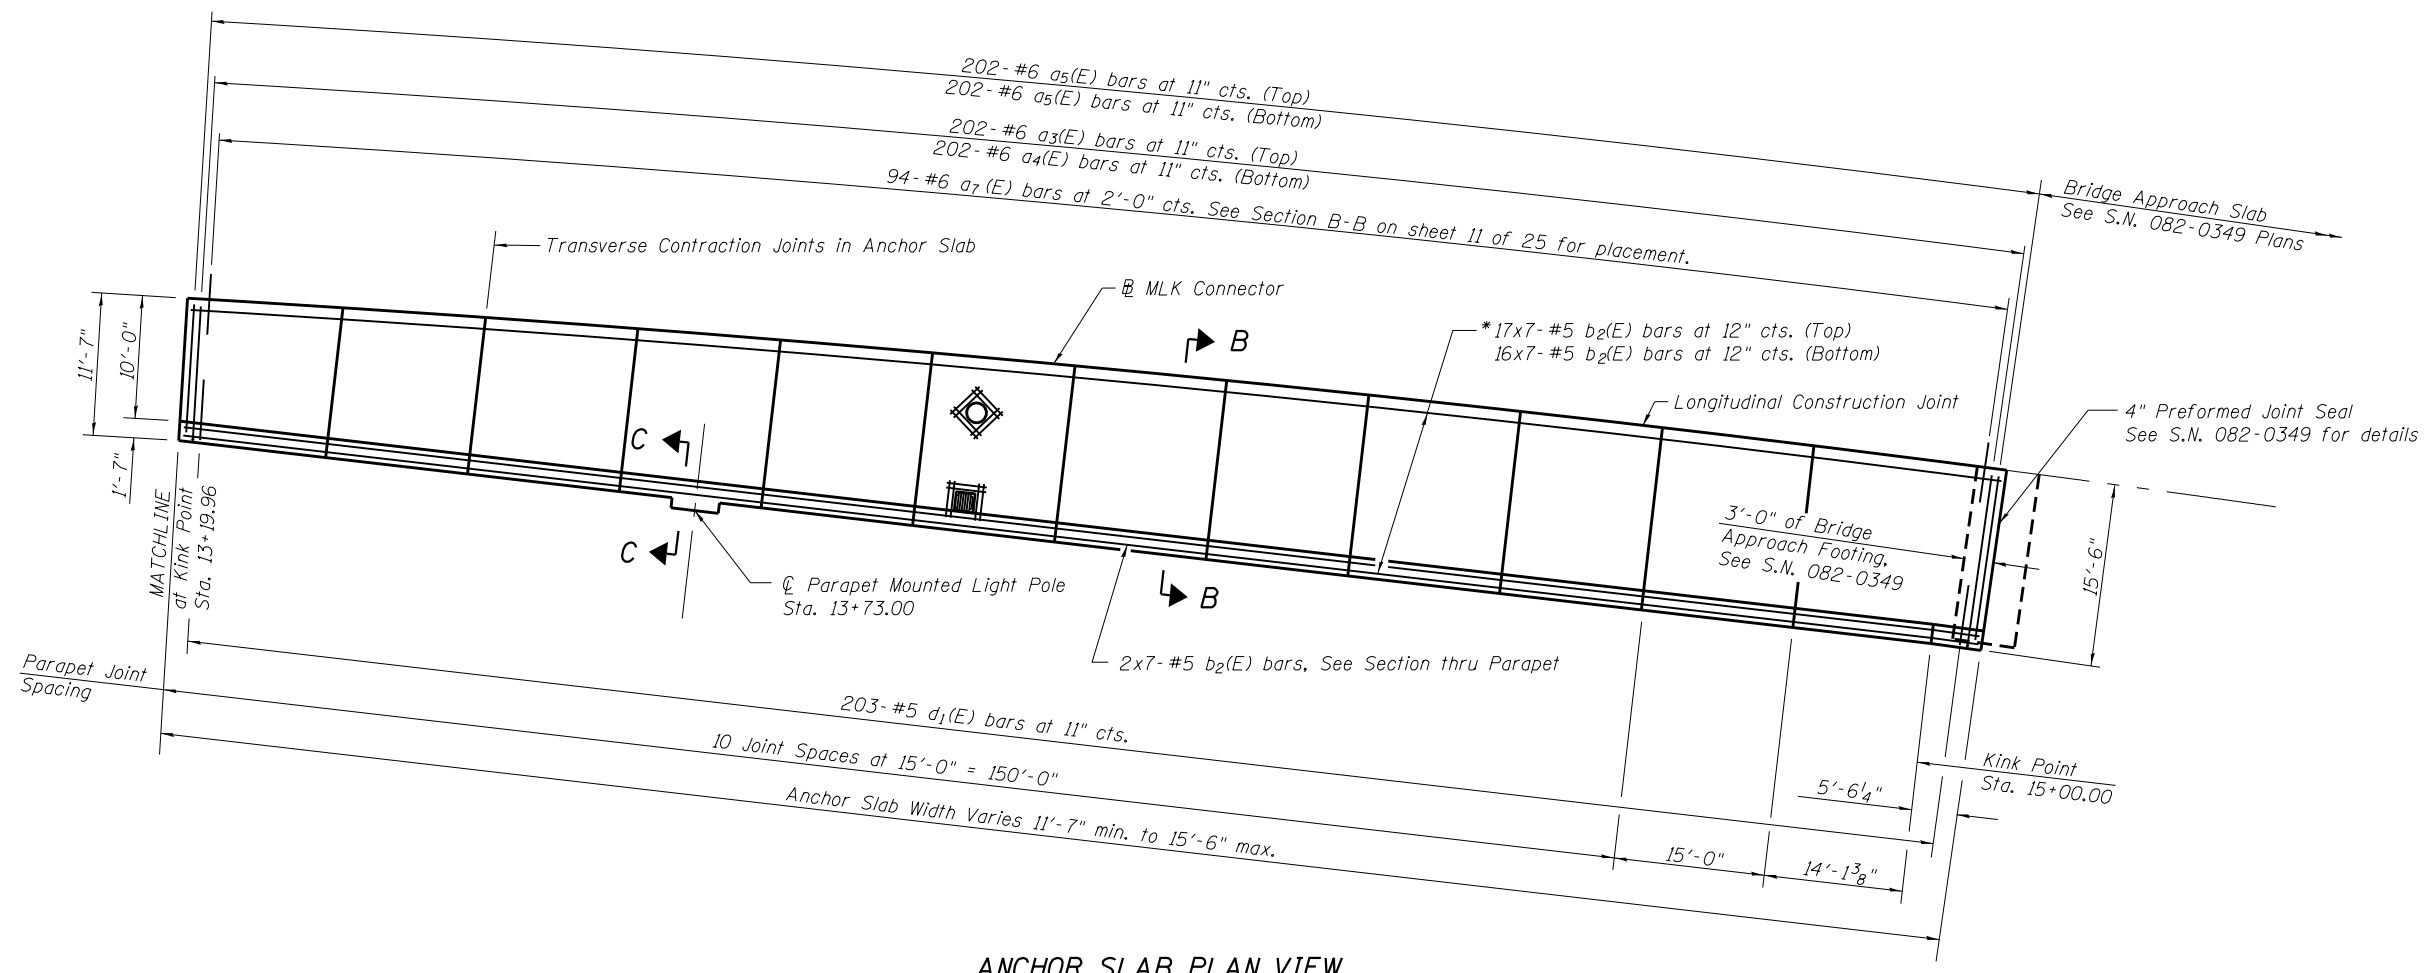 202-#6 a5(E) bars at 11" cts. (Top)
202-#6 a5(E) bars at 11" cts. (Bottom)
202-#6 a3(E) bars at 11" cts. (Top)
202-#6 a4(E) bars at 11" cts. (Bottom)
94-#6 a7(E) bars at 2'-0" cts. See Section B-B on sheet 11 of 25 for placement.
Bridge Approach Slab
See S.N. 082-0349 Plans
Transverse Contraction Joints in Anchor Slab
℄ MLK Connector
B
*17x7-#5 b2(E) bars at 12" cts. (Top)
16x7-#5 b2(E) bars at 12" cts. (Bottom)
Longitudinal Construction Joint
4" Preformed Joint Seal
See S.N. 082-0349 for details
11'-7"
10'-0"
1'-7"
C
C
MATCHLINE
at Kink Point
Sta. 13+19.96
3'-0" of Bridge
Approach Footing,
See S.N. 082-0349
15'-6"
℄ Parapet Mounted Light Pole
Sta. 13+73.00
B
2x7-#5 b2(E) bars, See Section thru Parapet
Parapet Joint
Spacing
203-#5 d1(E) bars at 11" cts.
10 Joint Spaces at 15'-0" = 150'-0"
Anchor Slab Width Varies 11'-7" min. to 15'-6" max.
5'-6¼"
Kink Point
Sta. 15+00.00
15'-0"
14'-1⅜"
ANCHOR SLAB PLAN VIEW